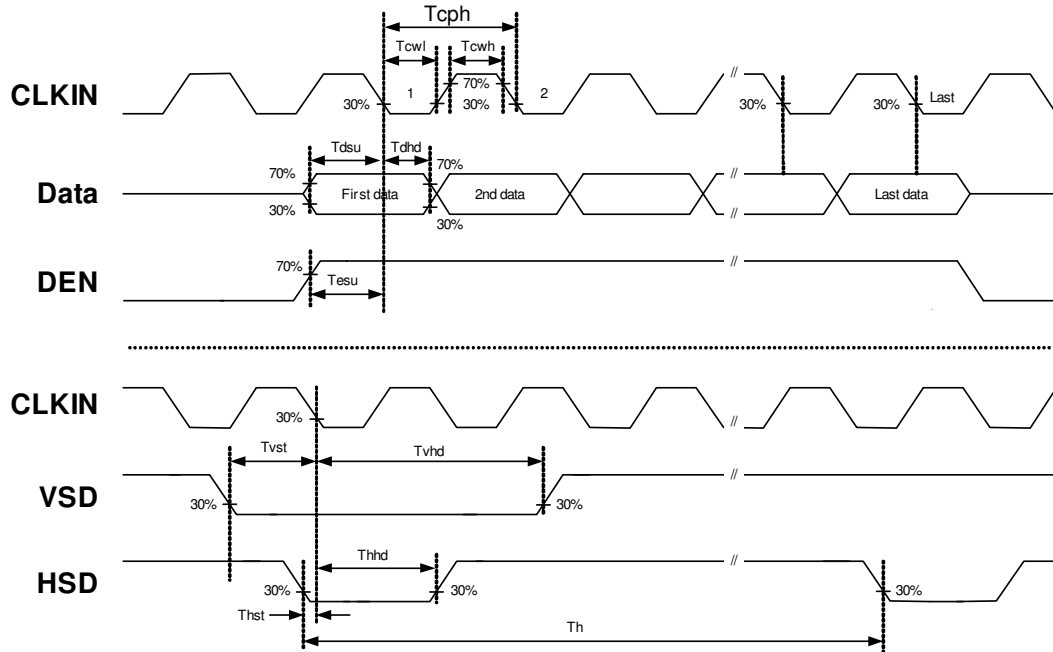 Tcph
Tcwl Tcwh
CLKIN 30% 1 70% 30% 2 // 30% 30% Last
Tdsu Tdhd
70% 70%
Data First data 2nd data // // Last data
30% 30%
DEN 70% Tesu //
CLKIN 30% //
Tvst Tvhd
VSD 30% 30% //
Thhd //
HSD 30% 30% 30%
Thst
Th